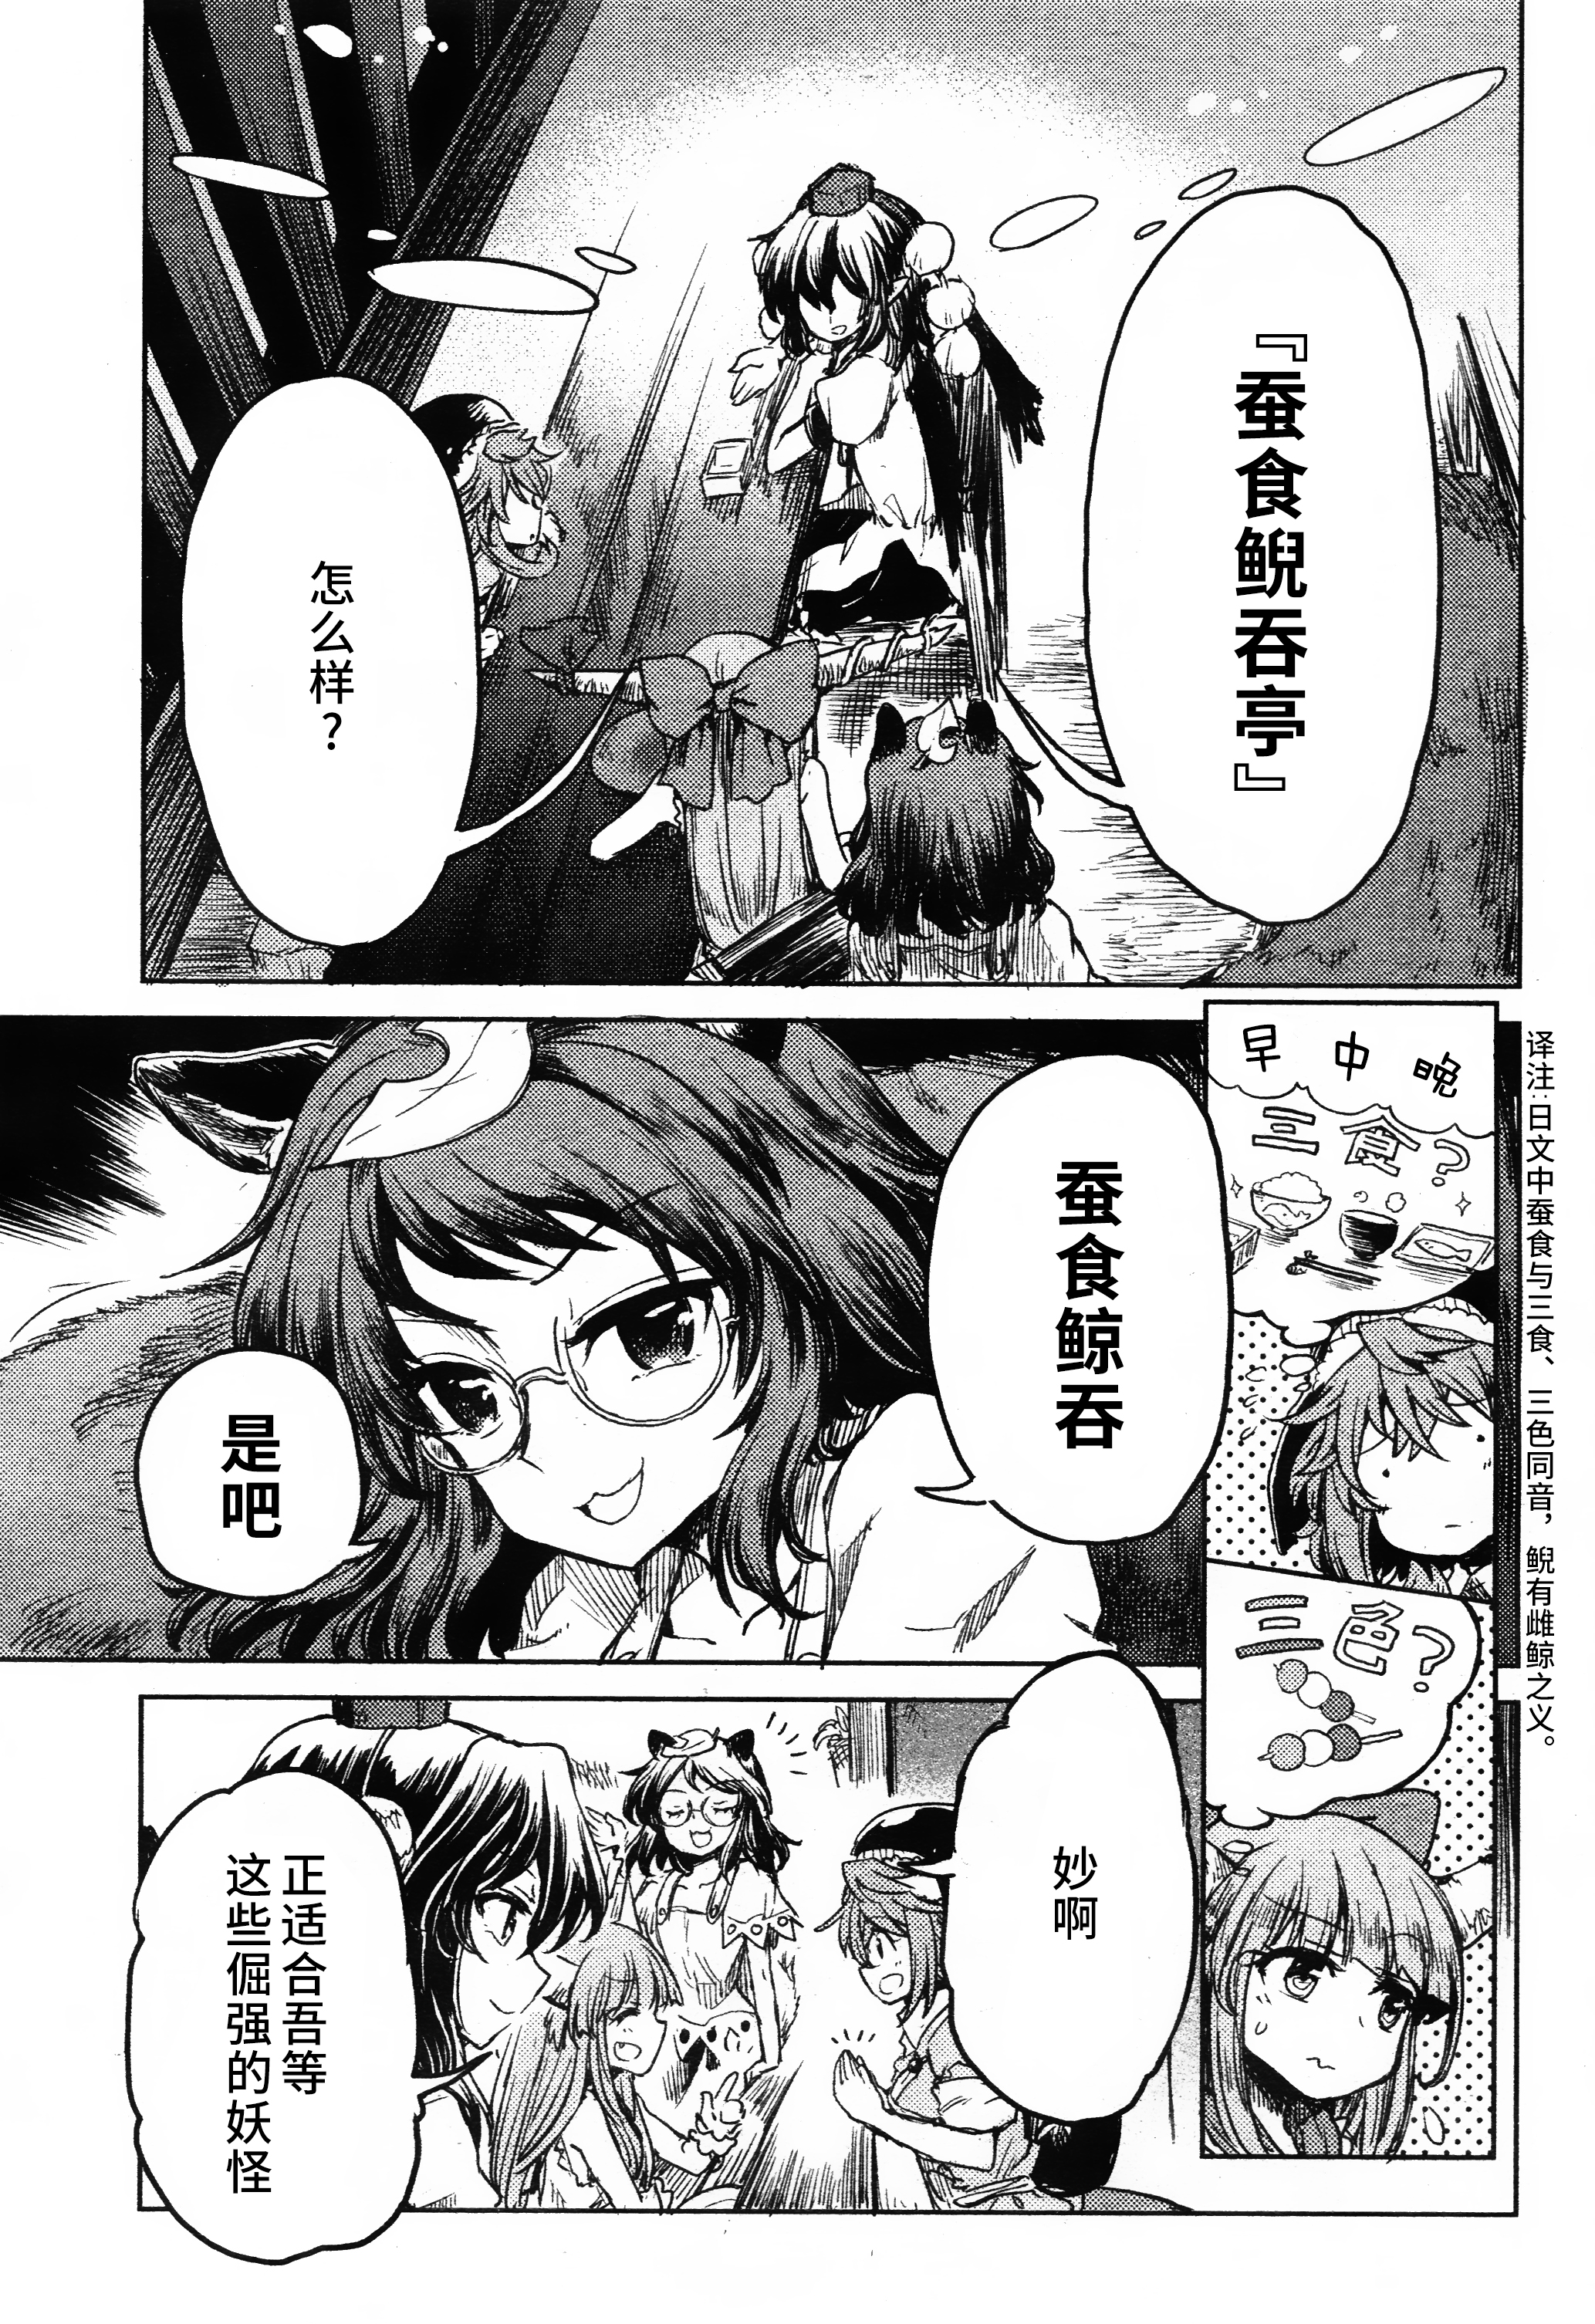 『蚕食鲵吞亭』
怎么样?
早 中 晚
三食?
蚕食鲸吞
是吧
三色?
译注:日文中蚕食与三食、三色同音,鲵有雌鲸之义。
妙啊
正适合吾等
这些倔强的妖怪